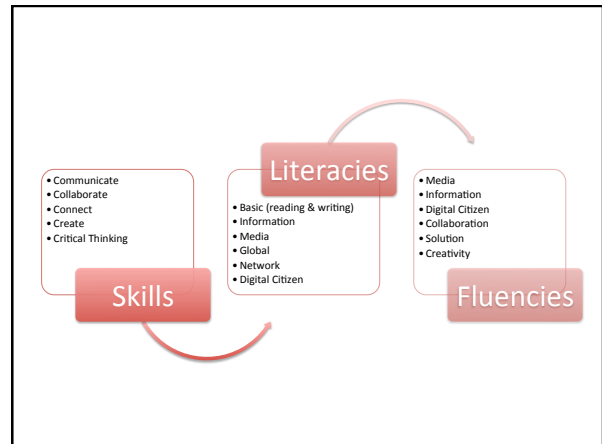 • Communicate
• Collaborate
• Connect
• Create
• Critical Thinking
Skills
Literacies
• Basic (reading & writing)
• Information
• Media
• Global
• Network
• Digital Citizen
• Media
• Information
• Digital Citizen
• Collaboration
• Solution
• Creativity
Fluencies